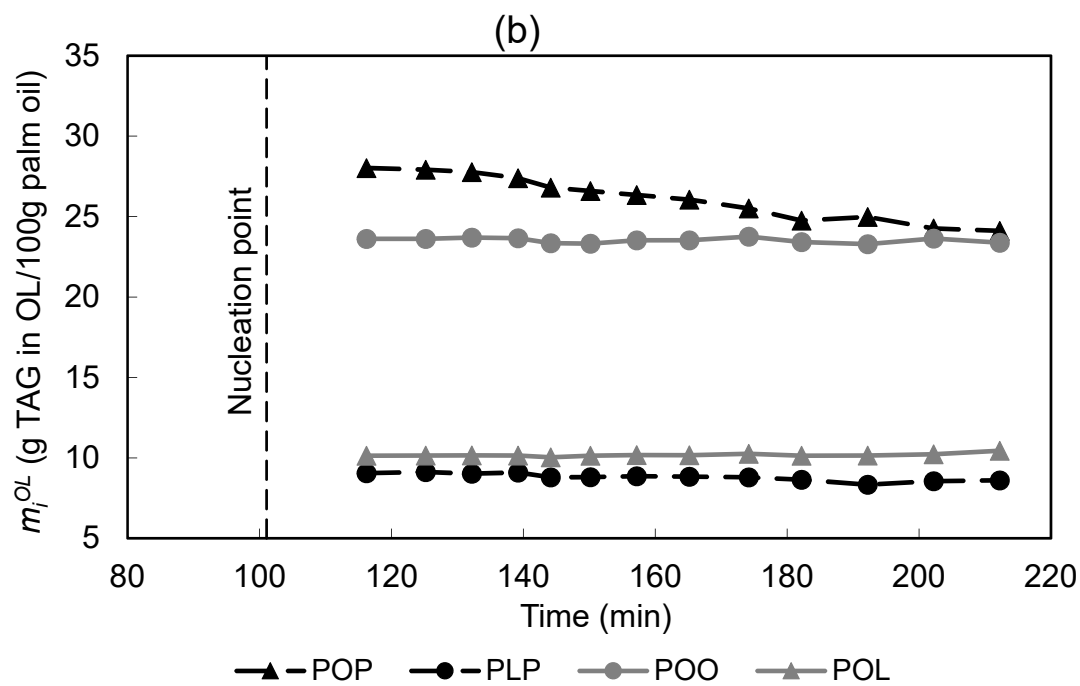 (b)
35
30
25
20
15
10
5
m_i^OL (g TAG in OL/100g palm oil)
Nucleation point
80 100 120 140 160 180 200 220
Time (min)
POP PLP POO POL